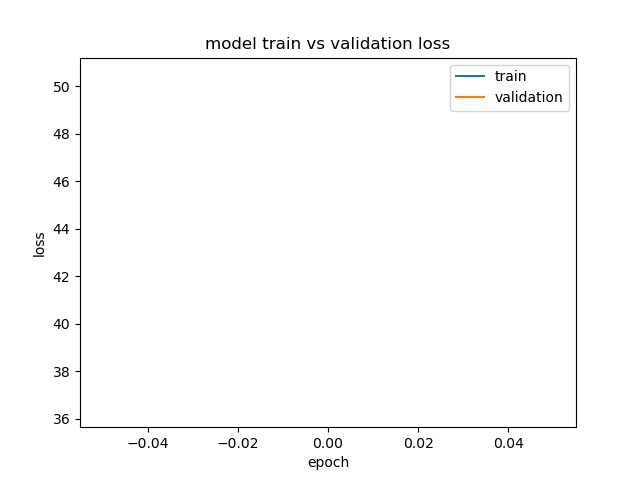 model train vs validation loss
train
validation
50
48
46
44
42
40
38
36
loss
−0.04
−0.02
0.00
0.02
0.04
epoch